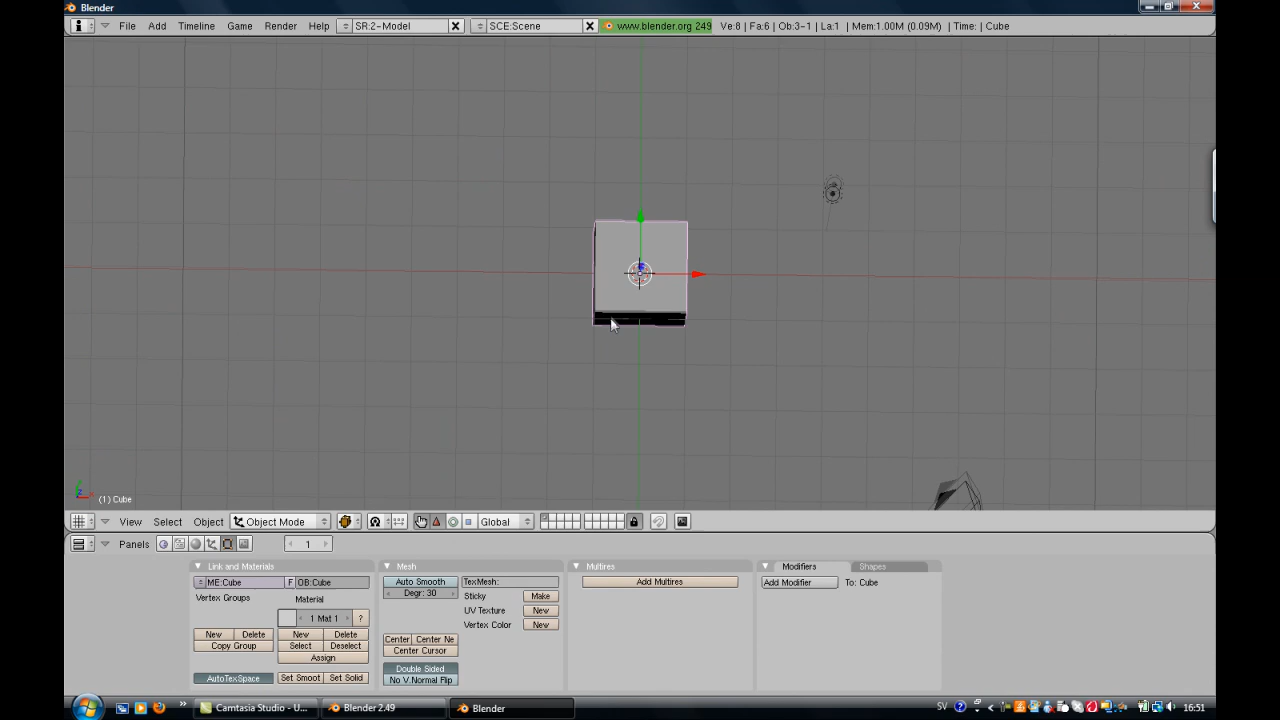 Blender
File Add Timeline Game Render Help SR:2-Model SCE:Scene www.blender.org 249 Ve:8 | Fa:6 | Ob:3-1 | La:1 | Mem:1.00M (0.09M) | Time: | Cube
(1) Cube
View Select Object Object Mode Global
Panels 1
Link and Materials Mesh Multires Modifiers Shapes
ME:Cube F OB:Cube Auto Smooth TexMesh: Add Multires Add Modifier To: Cube
Vertex Groups Material Degr: 30 Sticky Make
1 Mat 1 ? UV Texture New
Vertex Color New
New Delete New Delete Center Center Ne
Copy Group Select Deselect Center Cursor
Assign Double Sided
AutoTexSpace Set Smoot Set Solid No V.Normal Flip
Camtasia Studio - U... Blender 2.49 Blender SV 16:51